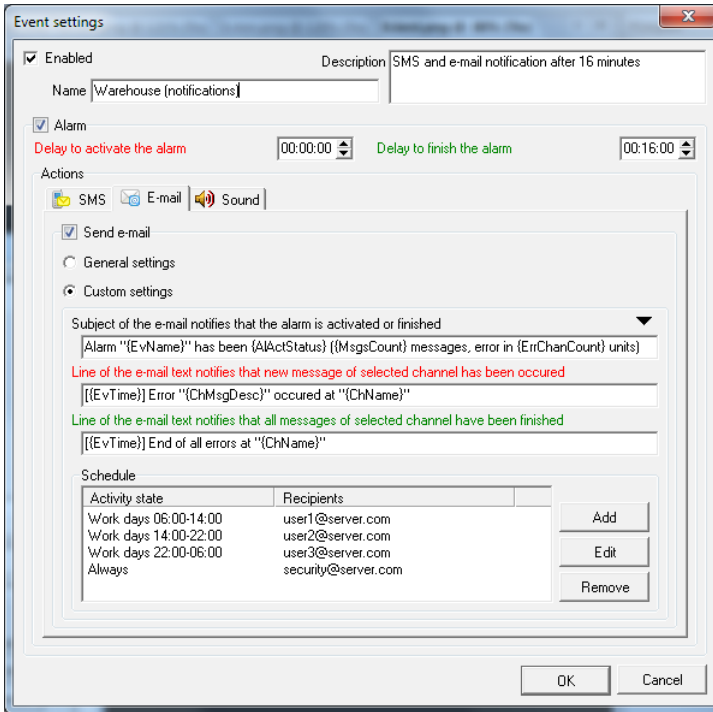 Event settings
Enabled
Description SMS and e-mail notification after 16 minutes
Name Warehouse (notifications)
Alarm
Delay to activate the alarm 00:00:00 Delay to finish the alarm 00:16:00
Actions
SMS E-mail Sound
Send e-mail
General settings
Custom settings
Subject of the e-mail notifies that the alarm is activated or finished
Alarm "{EvName}" has been {AlActStatus} ({MsgsCount} messages, error in {ErrChanCount} units)
Line of the e-mail text notifies that new message of selected channel has been occured
[{EvTime}] Error "{ChMsgDesc}" occured at "{ChName}"
Line of the e-mail text notifies that all messages of selected channel have been finished
[{EvTime}] End of all errors at "{ChName}"
Schedule
Activity state Recipients
Work days 06:00-14:00 user1@server.com
Work days 14:00-22:00 user2@server.com
Work days 22:00-06:00 user3@server.com
Always security@server.com
Add
Edit
Remove
OK Cancel